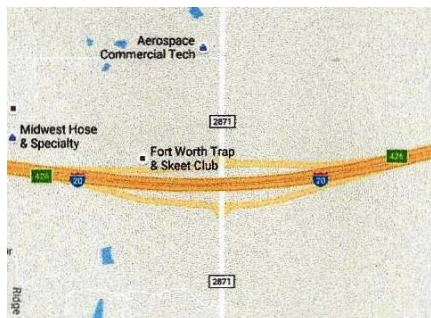 Aerospace
Commercial Tech
2871
Midwest Hose
& Specialty
Fort Worth Trap
& Skeet Club
426
426
20
20
2871
Ridge